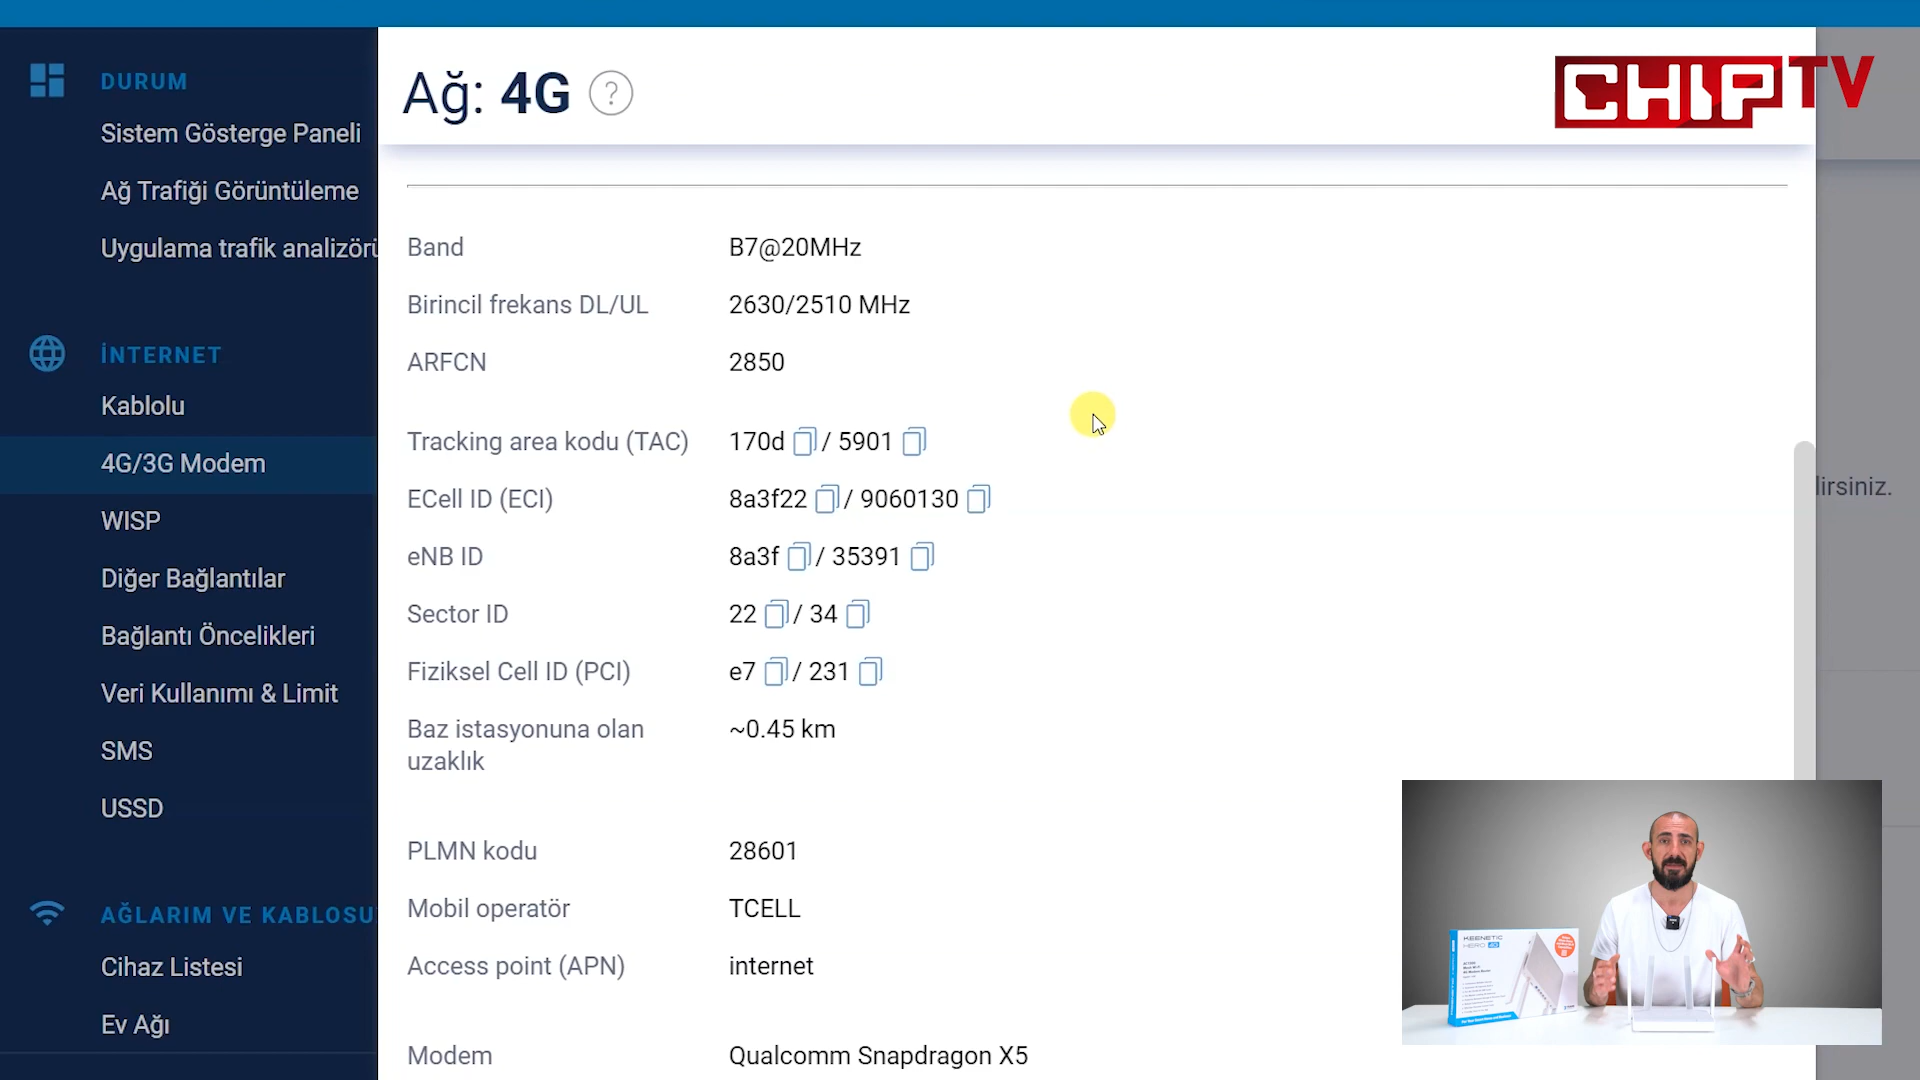 CHIP TV
Ağ: 4G ?
DURUM
Sistem Gösterge Paneli
Ağ Trafiği Görüntüleme
Uygulama trafik analizörü
İNTERNET
Kablolu
4G/3G Modem
WISP
Diğer Bağlantılar
Bağlantı Öncelikleri
Veri Kullanımı & Limit
SMS
USSD
AĞLARIM VE KABLOSU
Cihaz Listesi
Ev Ağı
Band B7@20MHz
Birincil frekans DL/UL 2630/2510 MHz
ARFCN 2850
Tracking area kodu (TAC) 170d / 5901
ECell ID (ECI) 8a3f22 / 9060130
eNB ID 8a3f / 35391
Sector ID 22 / 34
Fiziksel Cell ID (PCI) e7 / 231
Baz istasyonuna olan uzaklık ~0.45 km
PLMN kodu 28601
Mobil operatör TCELL
Access point (APN) internet
Modem Qualcomm Snapdragon X5
lirsiniz.
KEENETIC
HERO 4G